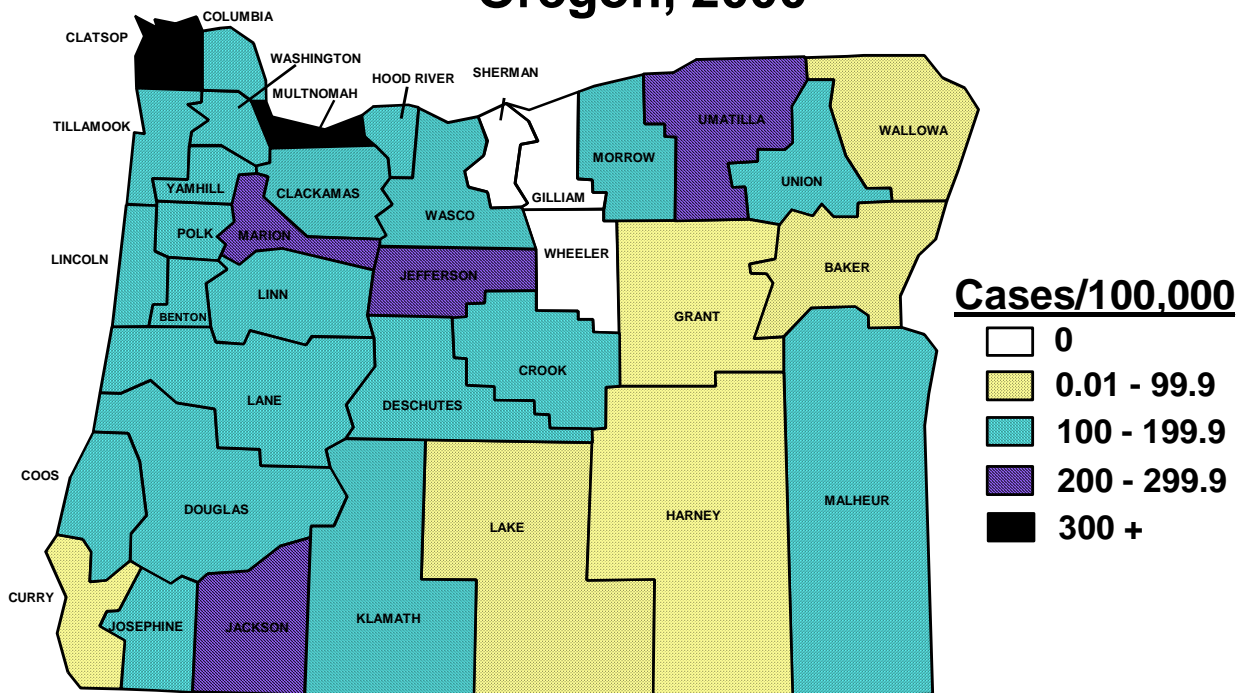 COLUMBIA
CLATSOP
WASHINGTON
HOOD RIVER
SHERMAN
MULTNOMAH
TILLAMOOK
UMATILLA
WALLOWA
MORROW
UNION
YAMHILL
CLACKAMAS
GILLIAM
WASCO
POLK
MARION
LINCOLN
WHEELER
JEFFERSON
BAKER
LINN
BENTON
GRANT
CROOK
LANE
DESCHUTES
COOS
DOUGLAS
LAKE
HARNEY
MALHEUR
CURRY
JOSEPHINE
JACKSON
KLAMATH
Cases/100,000
0
0.01 - 99.9
100 - 199.9
200 - 299.9
300 +